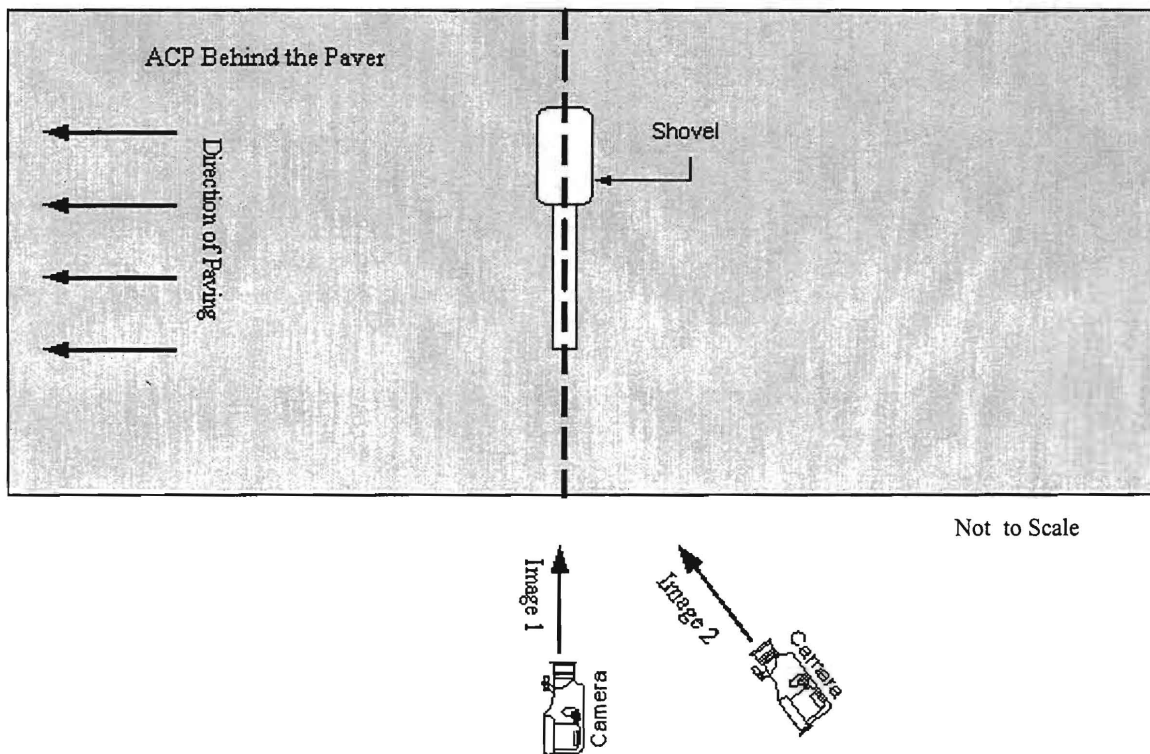 ACP Behind the Paver
Shovel
Direction of Paving
Not to Scale
Image 1
Image 2
Camera
Camera